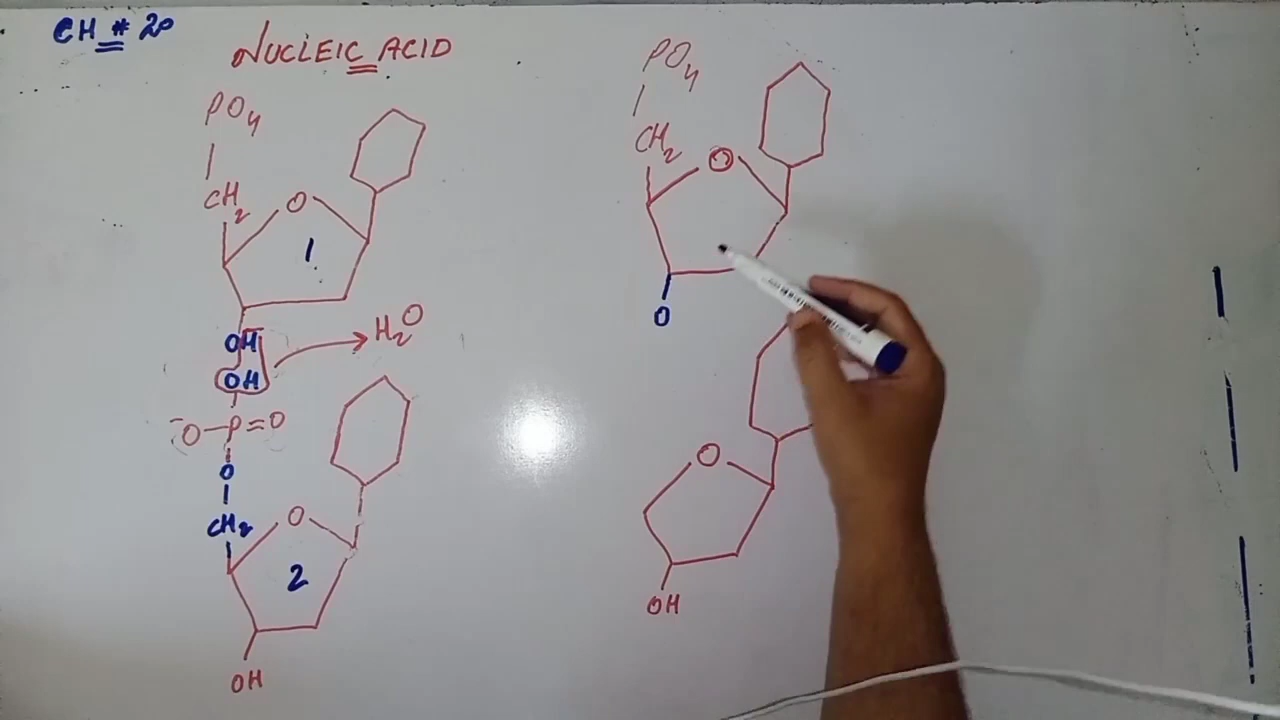 CH # 20
NUCLEIC ACID
PO4
CH2
O
1
OH
H2O
OH
-O-P=O
O
CH2
O
2
OH
PO4
CH2
O
O
O
OH